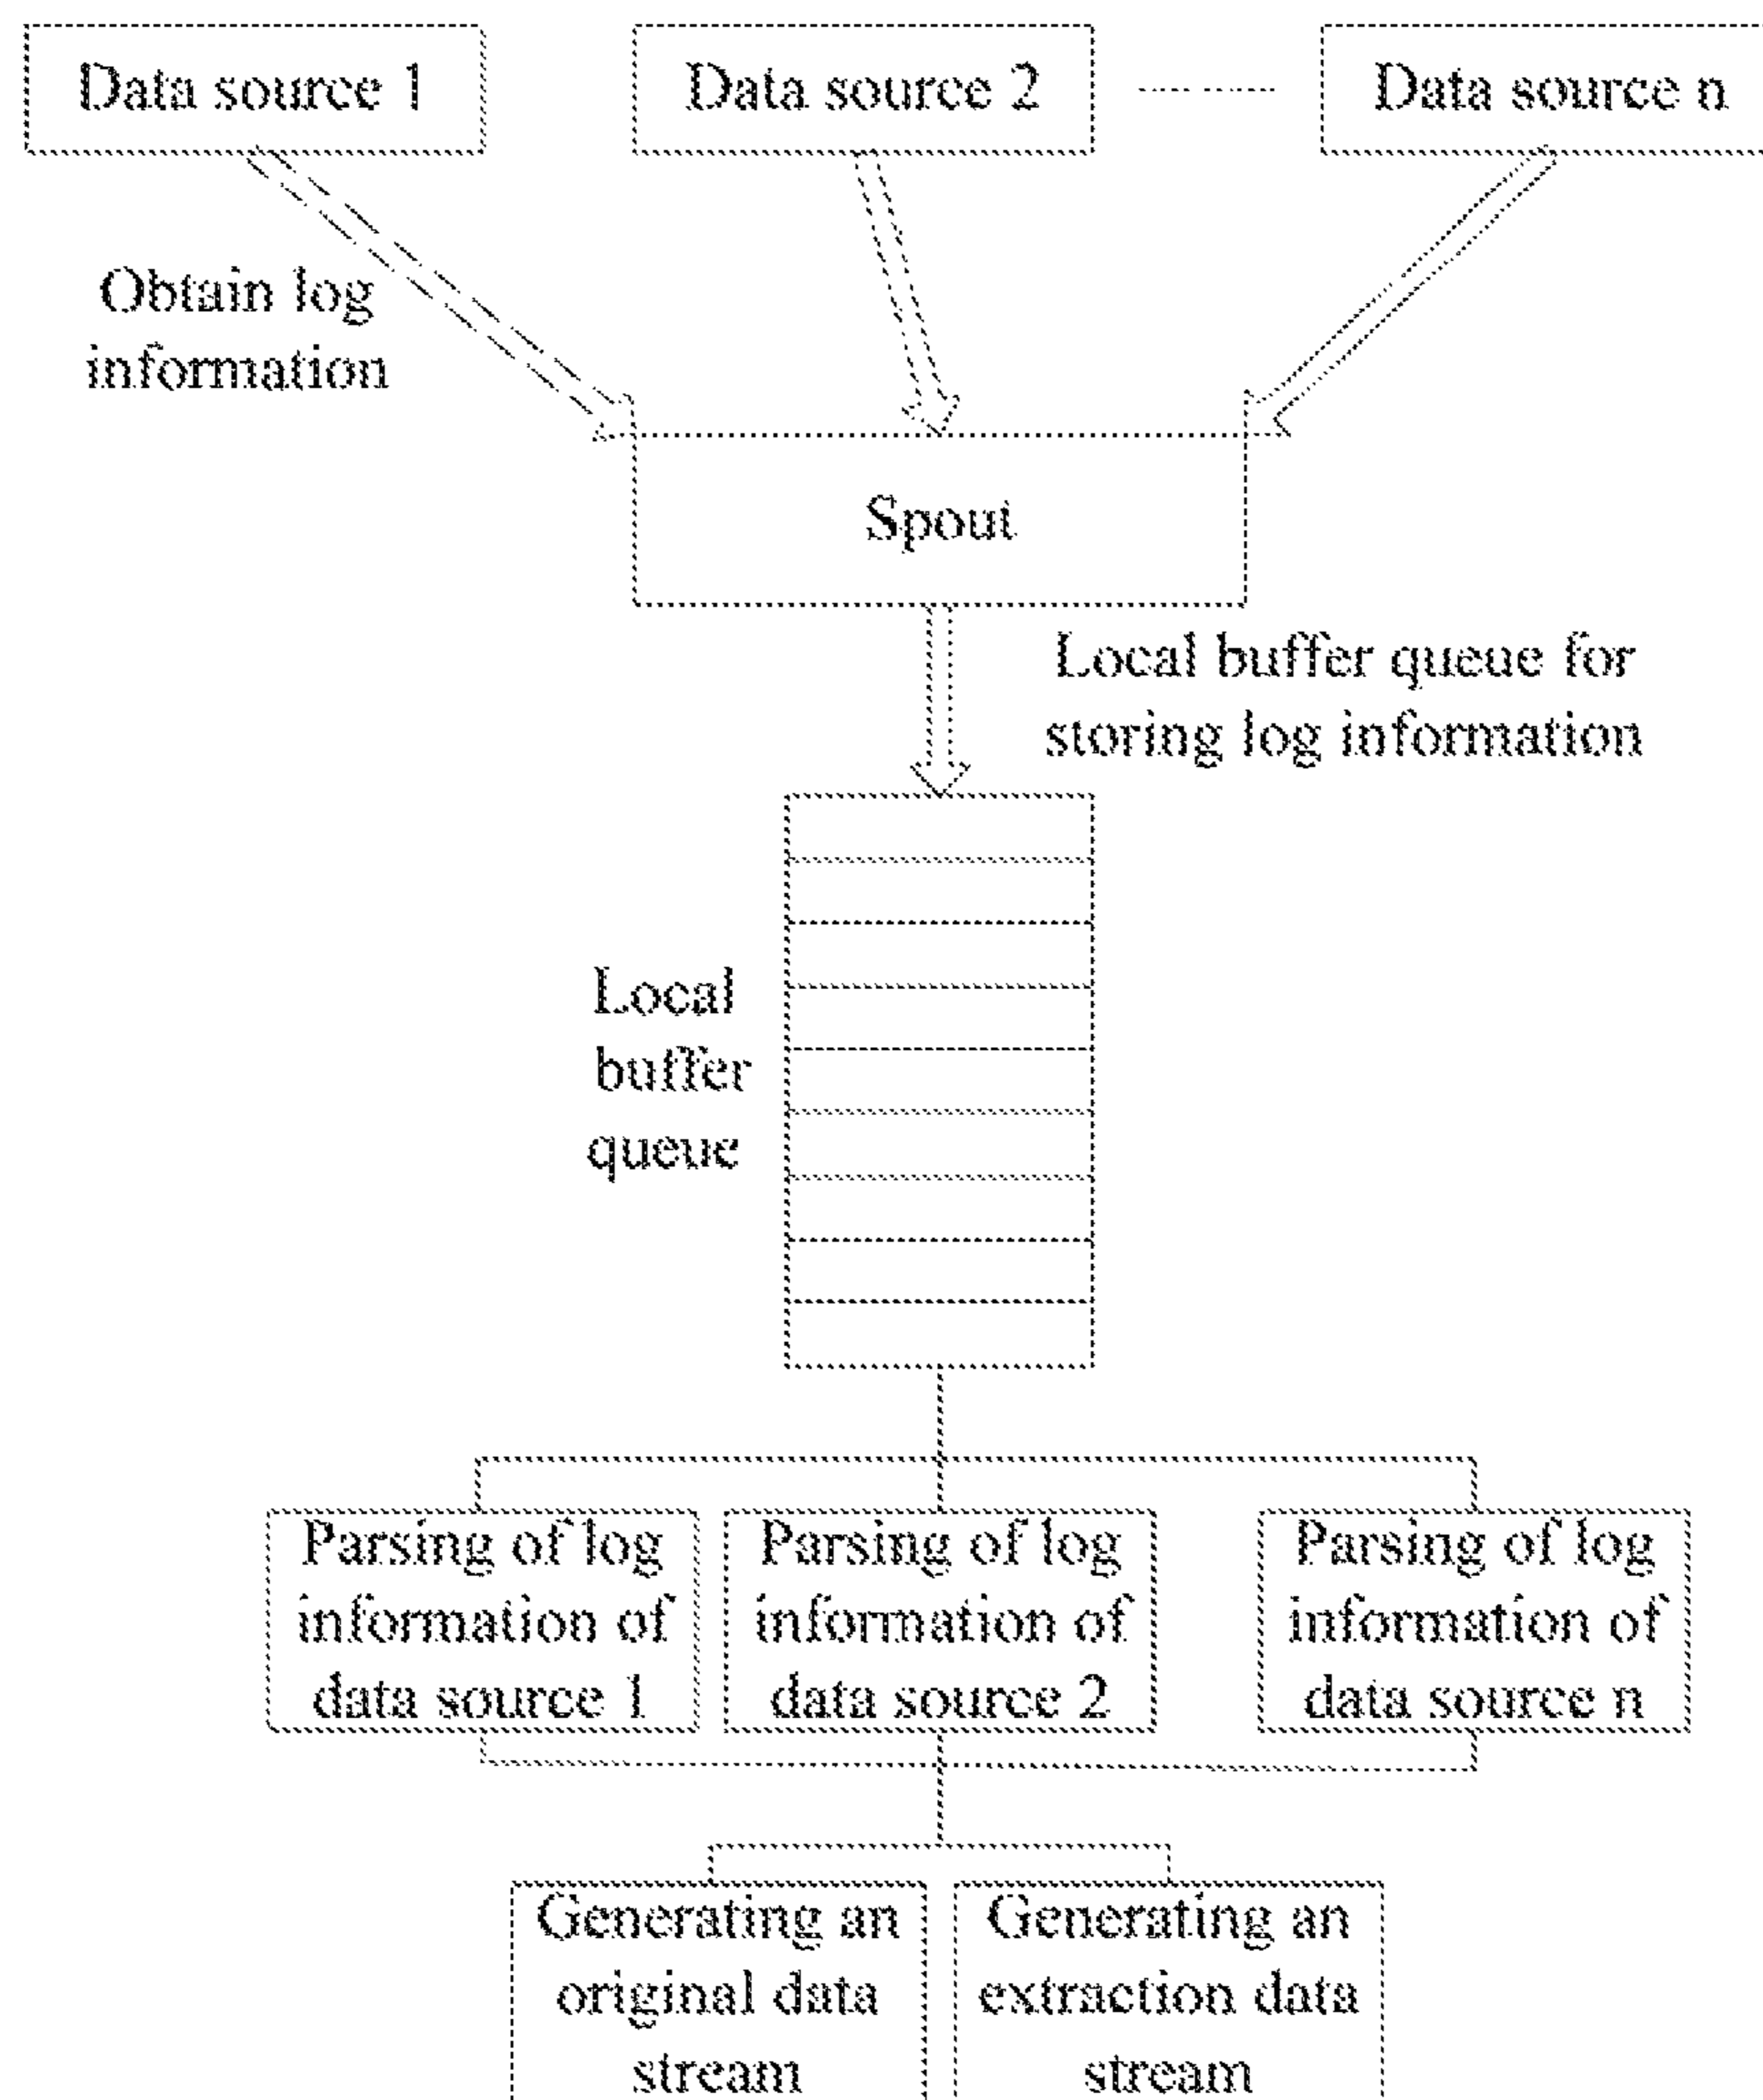 Data source 1
Data source 2
Data source n
Obtain log
information
Spout
Local buffer queue for
storing log information
Local
buffer
queue
Parsing of log
information of
data source 1
Parsing of log
information of
data source 2
Parsing of log
information of
data source n
Generating an
original data
stream
Generating an
extraction data
stream